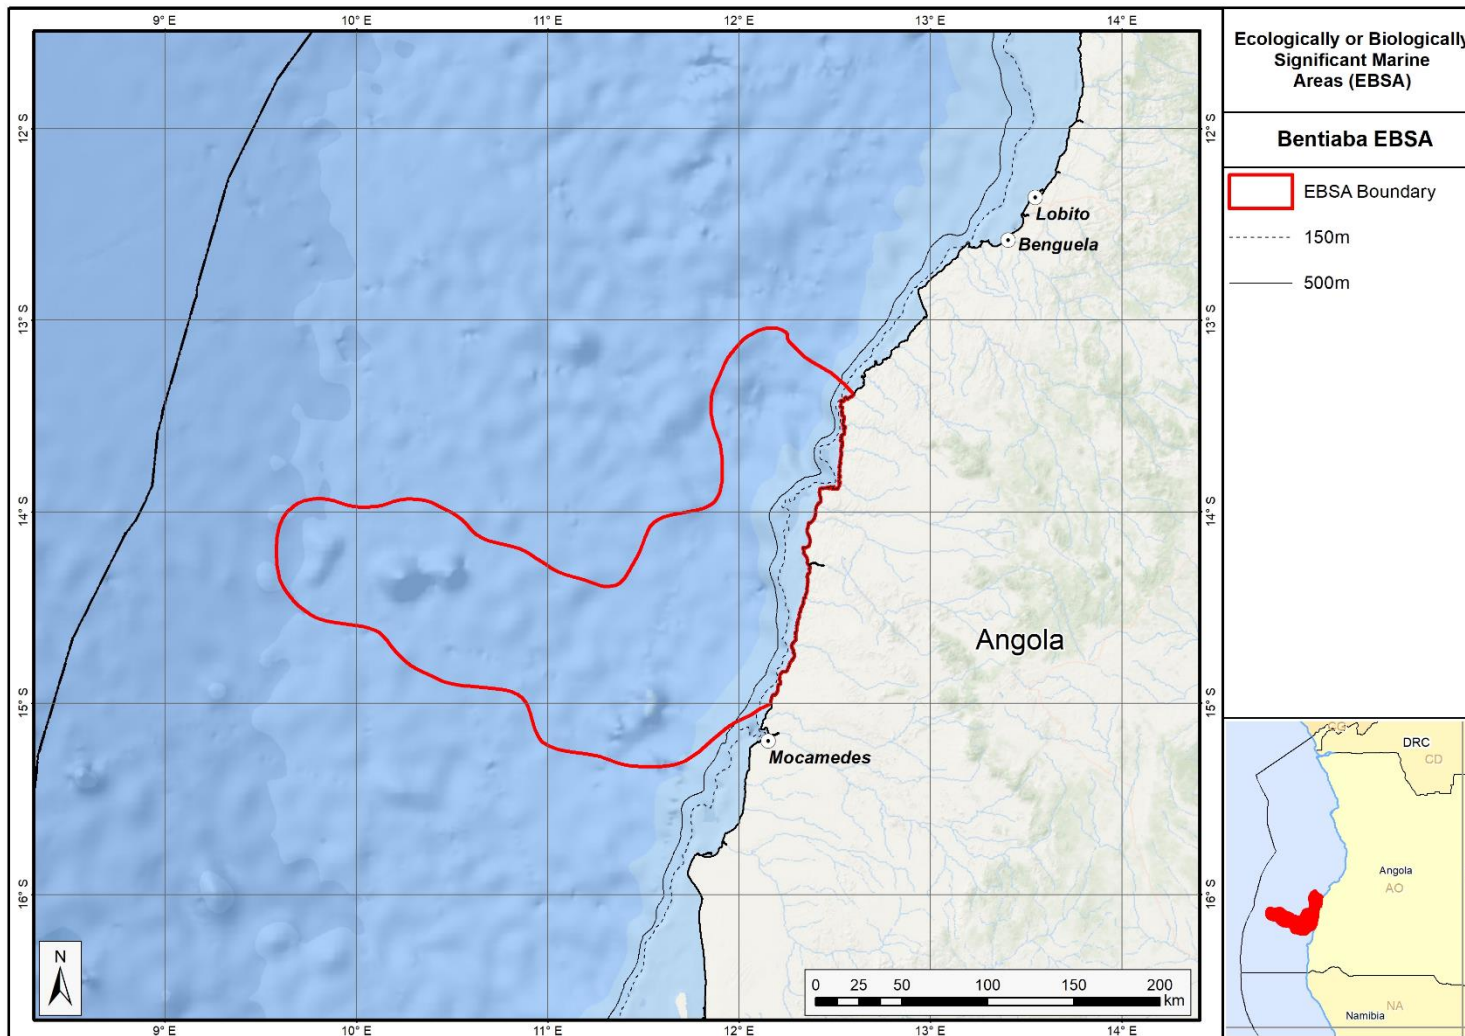 9° E
10° E
11° E
12° E
13° E
14° E
Ecologically or Biologically
Significant Marine
Areas (EBSA)
Bentiaba EBSA
EBSA Boundary
150m
500m
12° S
12° S
Lobito
Benguela
13° S
13° S
14° S
14° S
Angola
15° S
15° S
Mocamedes
16° S
16° S
N
0 25 50 100 150 200
km
9° E
10° E
11° E
12° E
13° E
14° E
CG
DRC
CD
Angola
AO
NA
Namibia